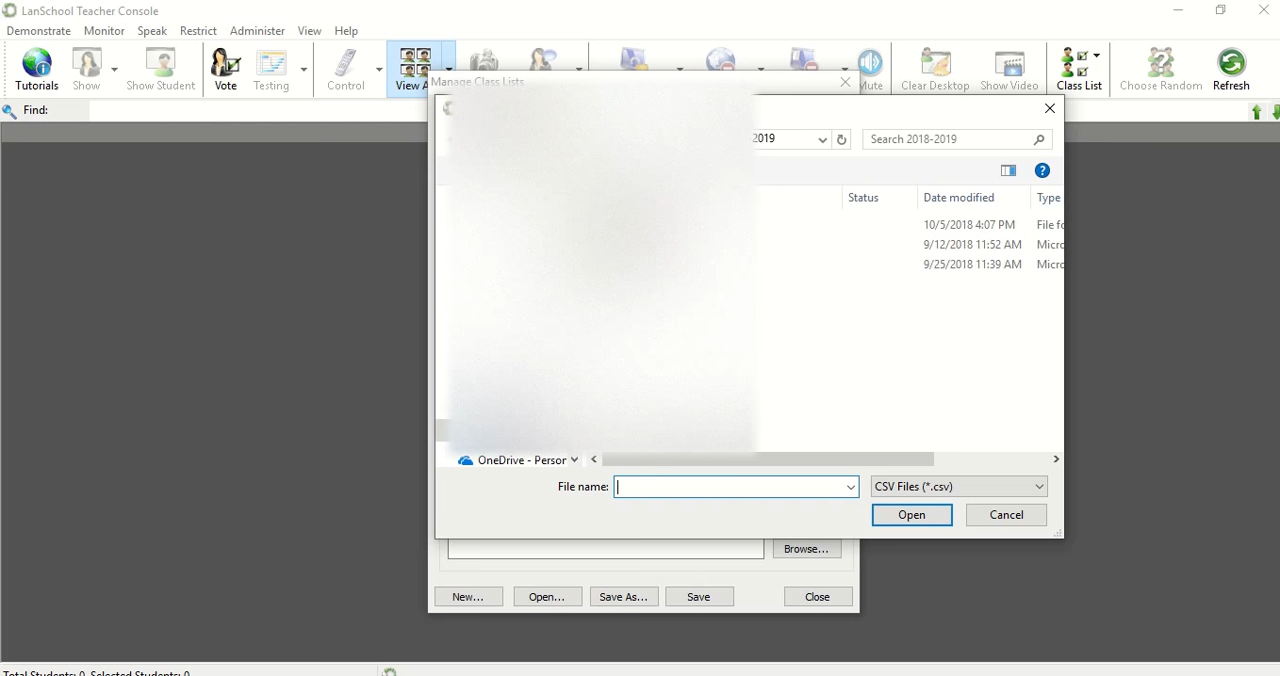 LanSchool Teacher Console
Demonstrate Monitor Speak Restrict Administer View Help
Tutorials Show Show Student Vote Testing Control View A Mute Clear Desktop Show Video Class List Choose Random Refresh
Manage Class Lists
Find:
2019 Search 2018-2019
Status Date modified Type
10/5/2018 4:07 PM File fo
9/12/2018 11:52 AM Micro
9/25/2018 11:39 AM Micro
OneDrive - Person
File name: CSV Files (*.csv)
Open Cancel
Browse...
New... Open... Save As... Save Close
Total Students: 0 Selected Students: 0